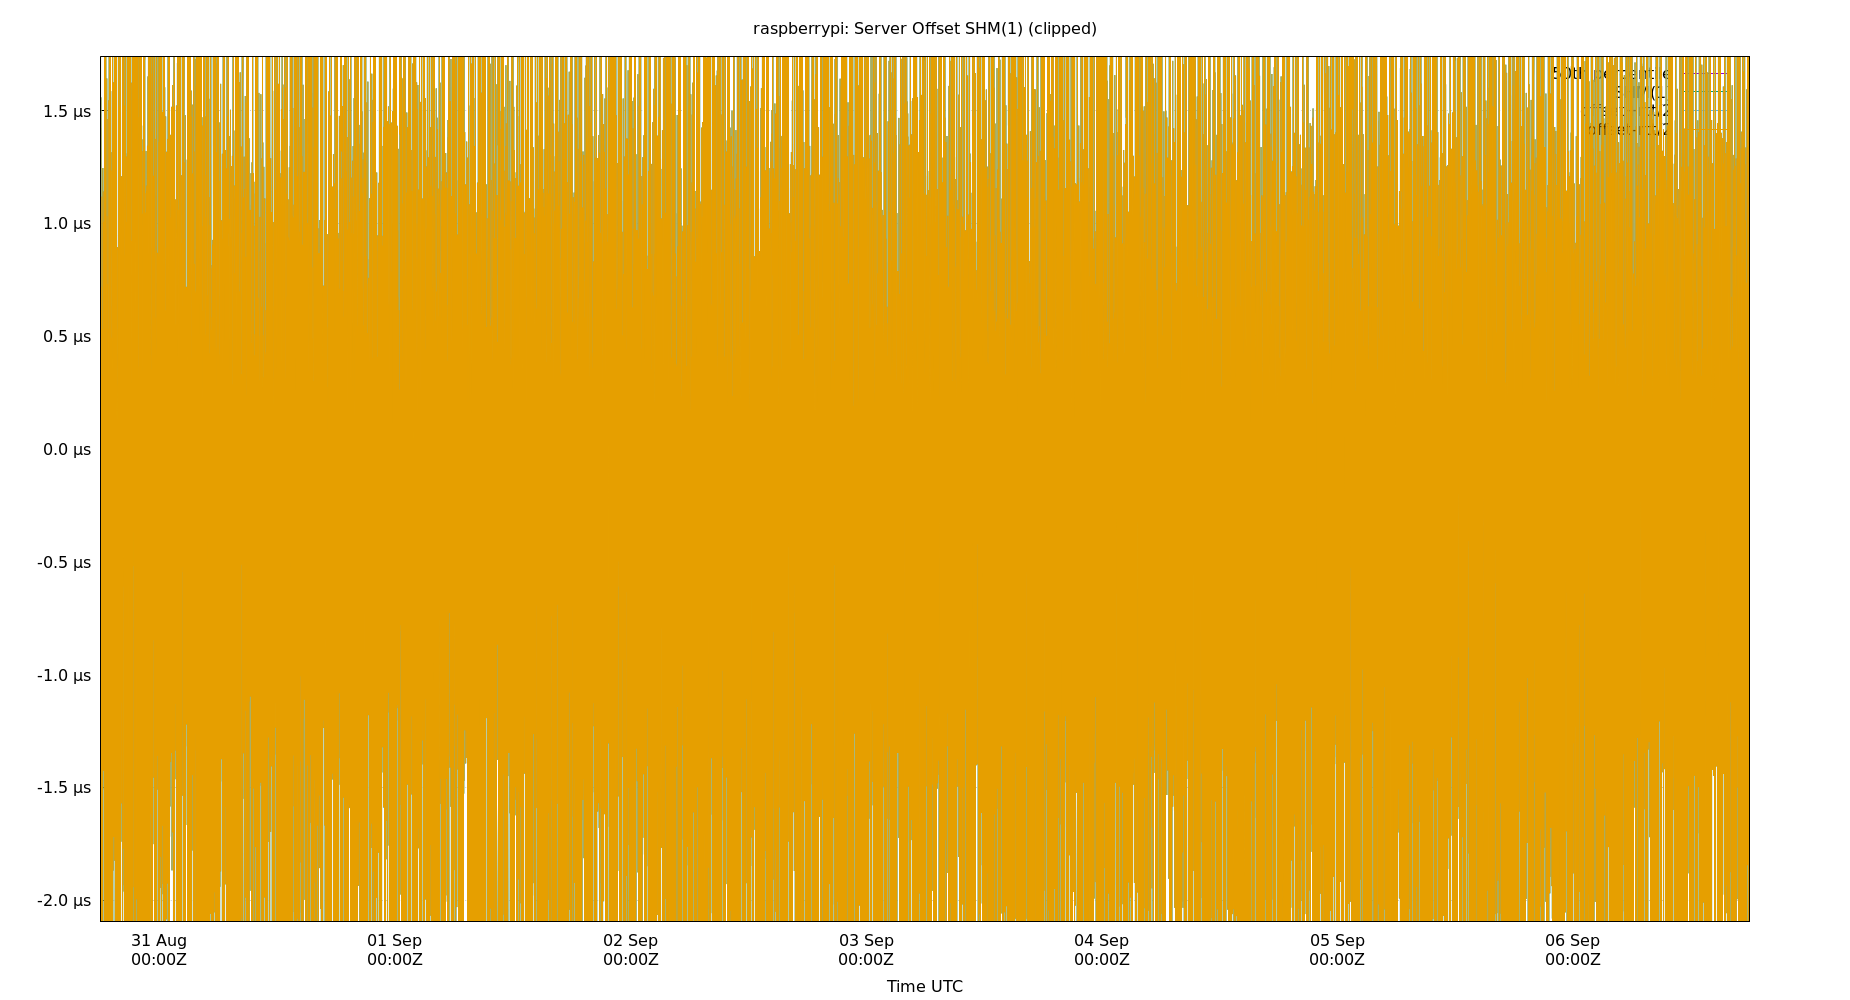 raspberrypi: Server Offset SHM(1) (clipped)
1.5 μs
1.0 μs
0.5 μs
0.0 μs
-0.5 μs
-1.0 μs
-1.5 μs
-2.0 μs
50th percentile
31 Aug 01 Sep 02 Sep 03 Sep 04 Sep 05 Sep 06 Sep
00:00Z 00:00Z 00:00Z 00:00Z 00:00Z 00:00Z 00:00Z
Time UTC